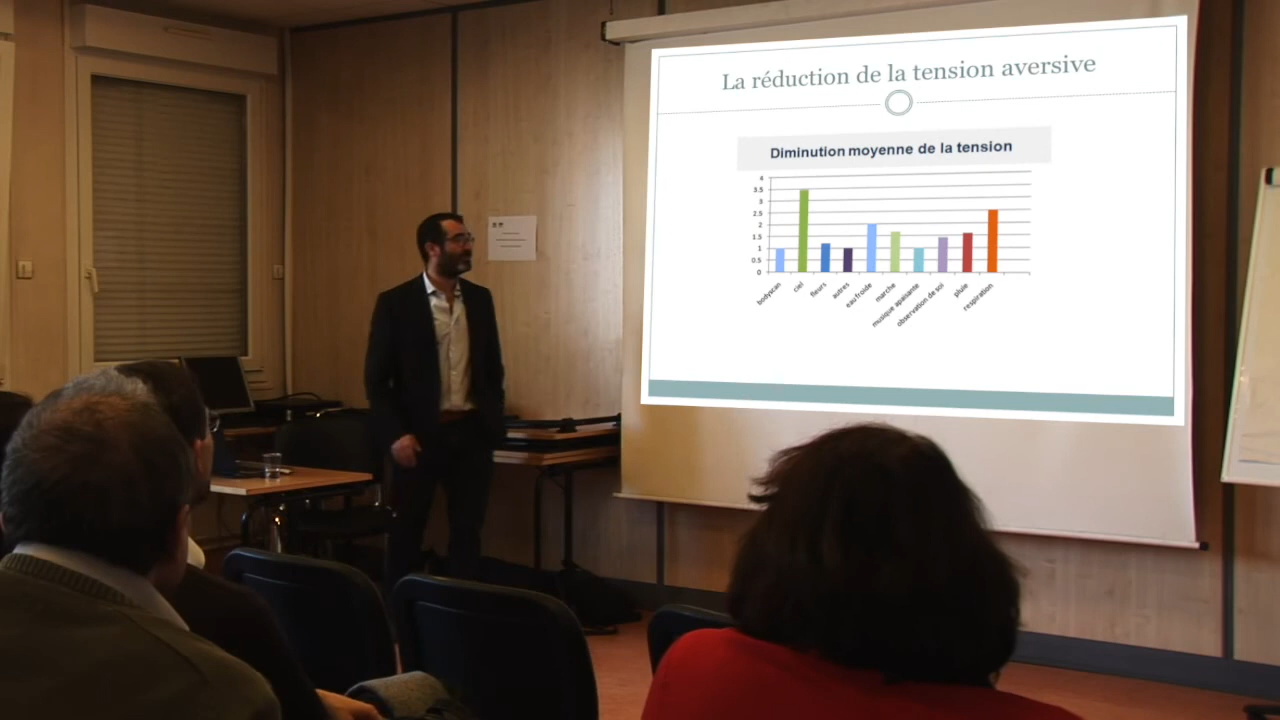 La réduction de la tension aversive
Diminution moyenne de la tension
4
3.5
3
2.5
2
1.5
1
0.5
0
bodyscan
ciel
fleurs
autres
eau froide
marche
musique apaisante
observation de soi
pluie
respiration